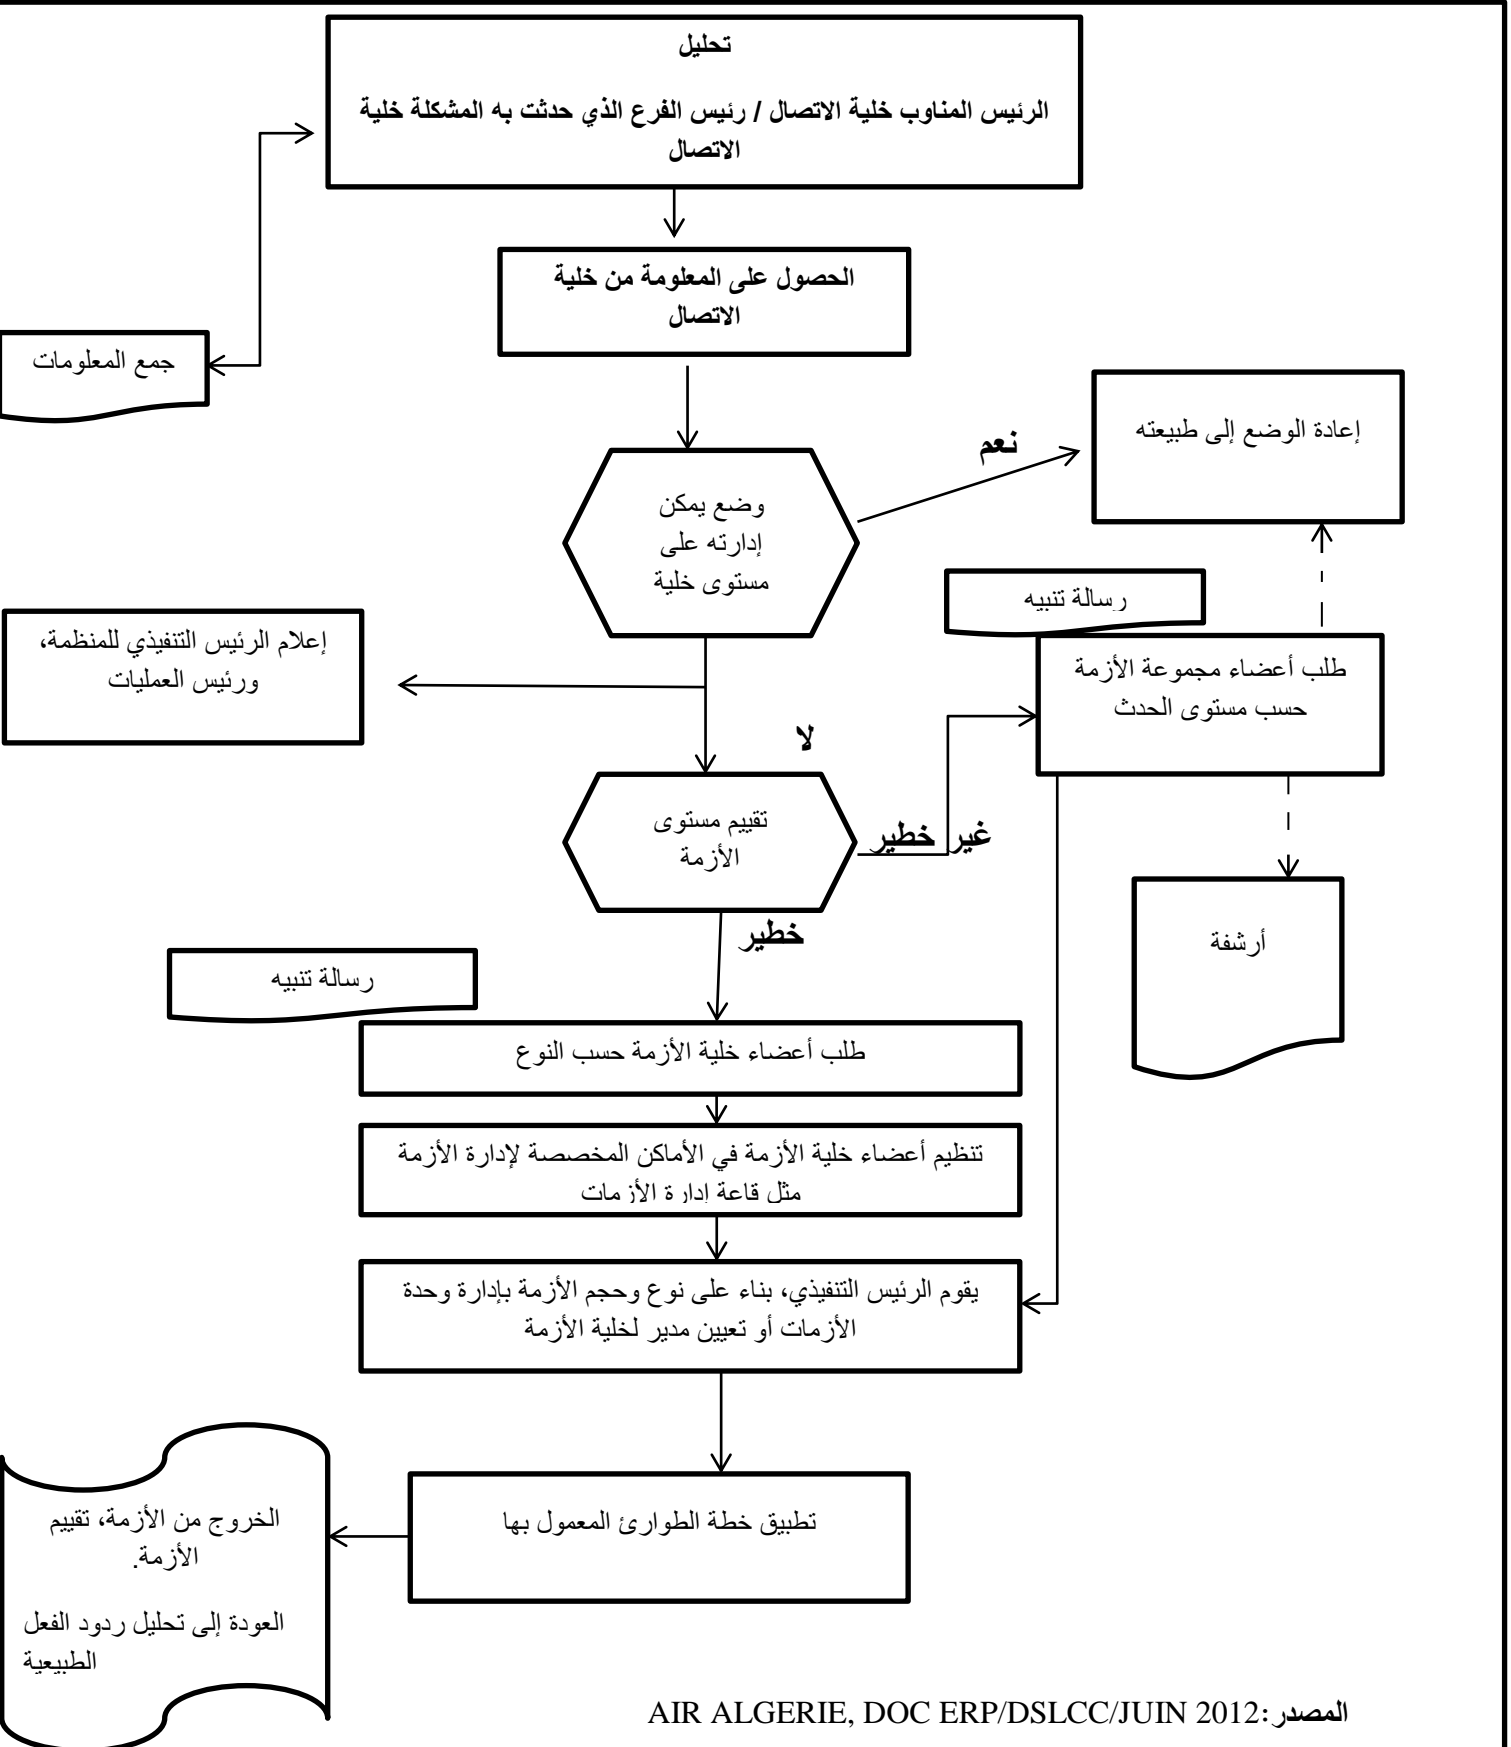 تحليل
الرئيس المناوب خلية الاتصال / رئيس الفرع الذي حدثت به المشكلة خلية
الاتصال
الحصول على المعلومة من خلية
الاتصال
جمع المعلومات
إعادة الوضع إلى طبيعته
نعم
وضع يمكن
إدارته على
مستوى خلية
رسالة تنبيه
إعلام الرئيس التنفيذي للمنظمة،
ورئيس العمليات
طلب أعضاء مجموعة الأزمة
حسب مستوى الحدث
لا
تقييم مستوى
الأزمة
غير خطير
خطير
أرشفة
رسالة تنبيه
طلب أعضاء خلية الأزمة حسب النوع
تنظيم أعضاء خلية الأزمة في الأماكن المخصصة لإدارة الأزمة
مثل قاعة إدارة الأزمات
يقوم الرئيس التنفيذي، بناء على نوع وحجم الأزمة بإدارة وحدة
الأزمات أو تعيين مدير لخلية الأزمة
تطبيق خطة الطوارئ المعمول بها
الخروج من الأزمة، تقييم
الأزمة.
العودة إلى تحليل ردود الفعل
الطبيعية
المصدر:AIR ALGERIE, DOC ERP/DSLCC/JUIN 2012